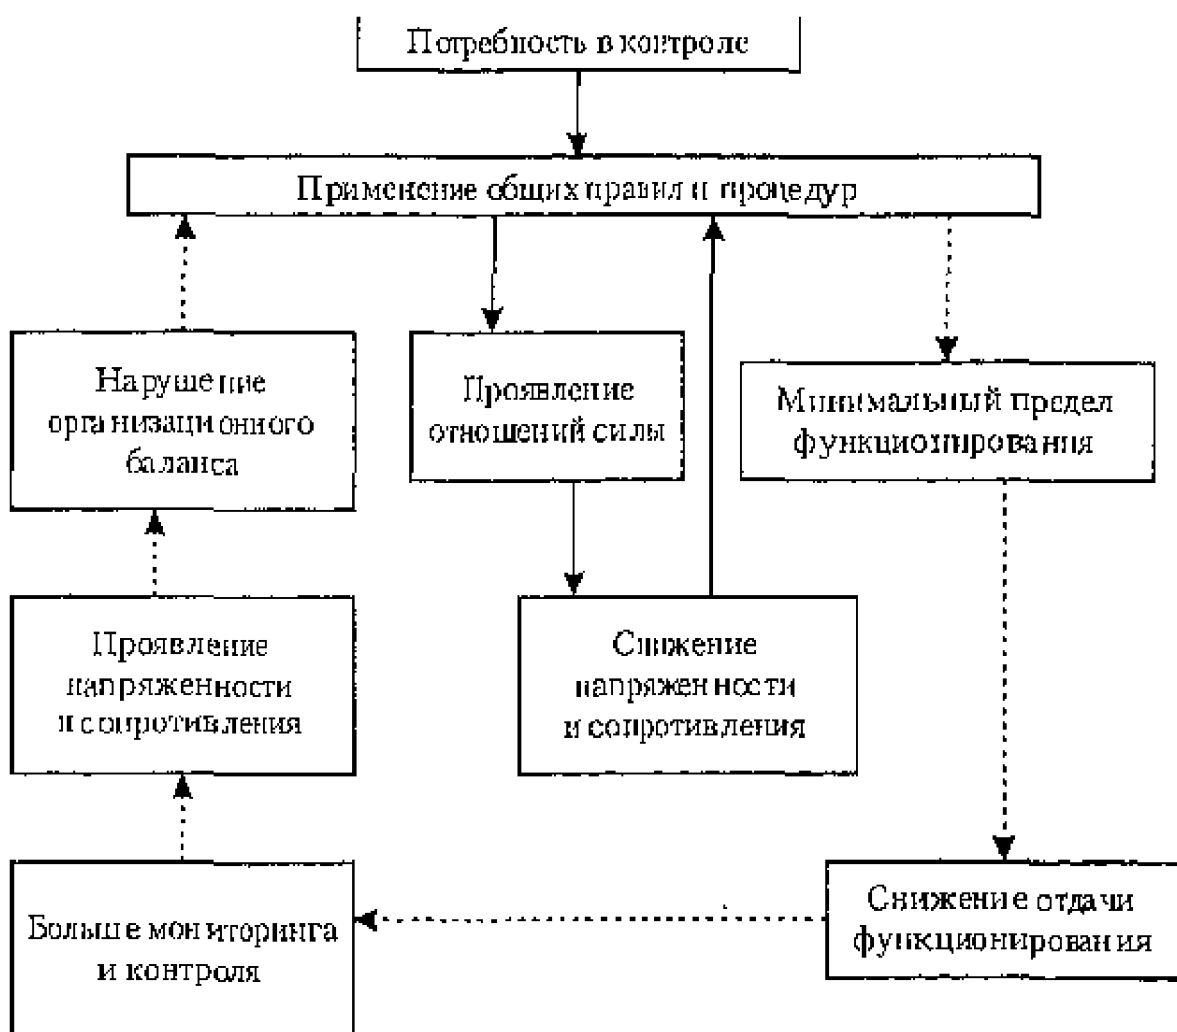 Потребность в контроле
Применение общих правил и процедур
Нарушение
организационного
баланса
Проявление
отношений силы
Минимальный предел
функционирования
Проявление
напряженности
и сопротивления
Снижение
напряженности
и сопротивления
Больше мониторинга
и контроля
Снижение отдачи
функционирования